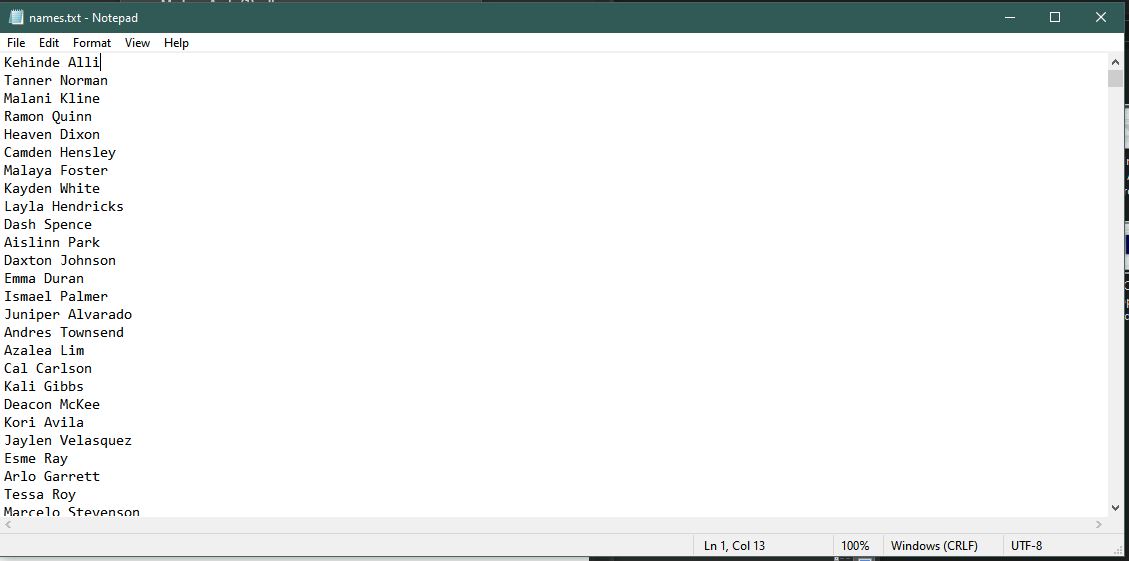 names.txt - Notepad
File Edit Format View Help
Kehinde Alli
Tanner Norman
Malani Kline
Ramon Quinn
Heaven Dixon
Camden Hensley
Malaya Foster
Kayden White
Layla Hendricks
Dash Spence
Aislinn Park
Daxton Johnson
Emma Duran
Ismael Palmer
Juniper Alvarado
Andres Townsend
Azalea Lim
Cal Carlson
Kali Gibbs
Deacon McKee
Kori Avila
Jaylen Velasquez
Esme Ray
Arlo Garrett
Tessa Roy
Marcelo Stevenson
Ln 1, Col 13 100% Windows (CRLF) UTF-8